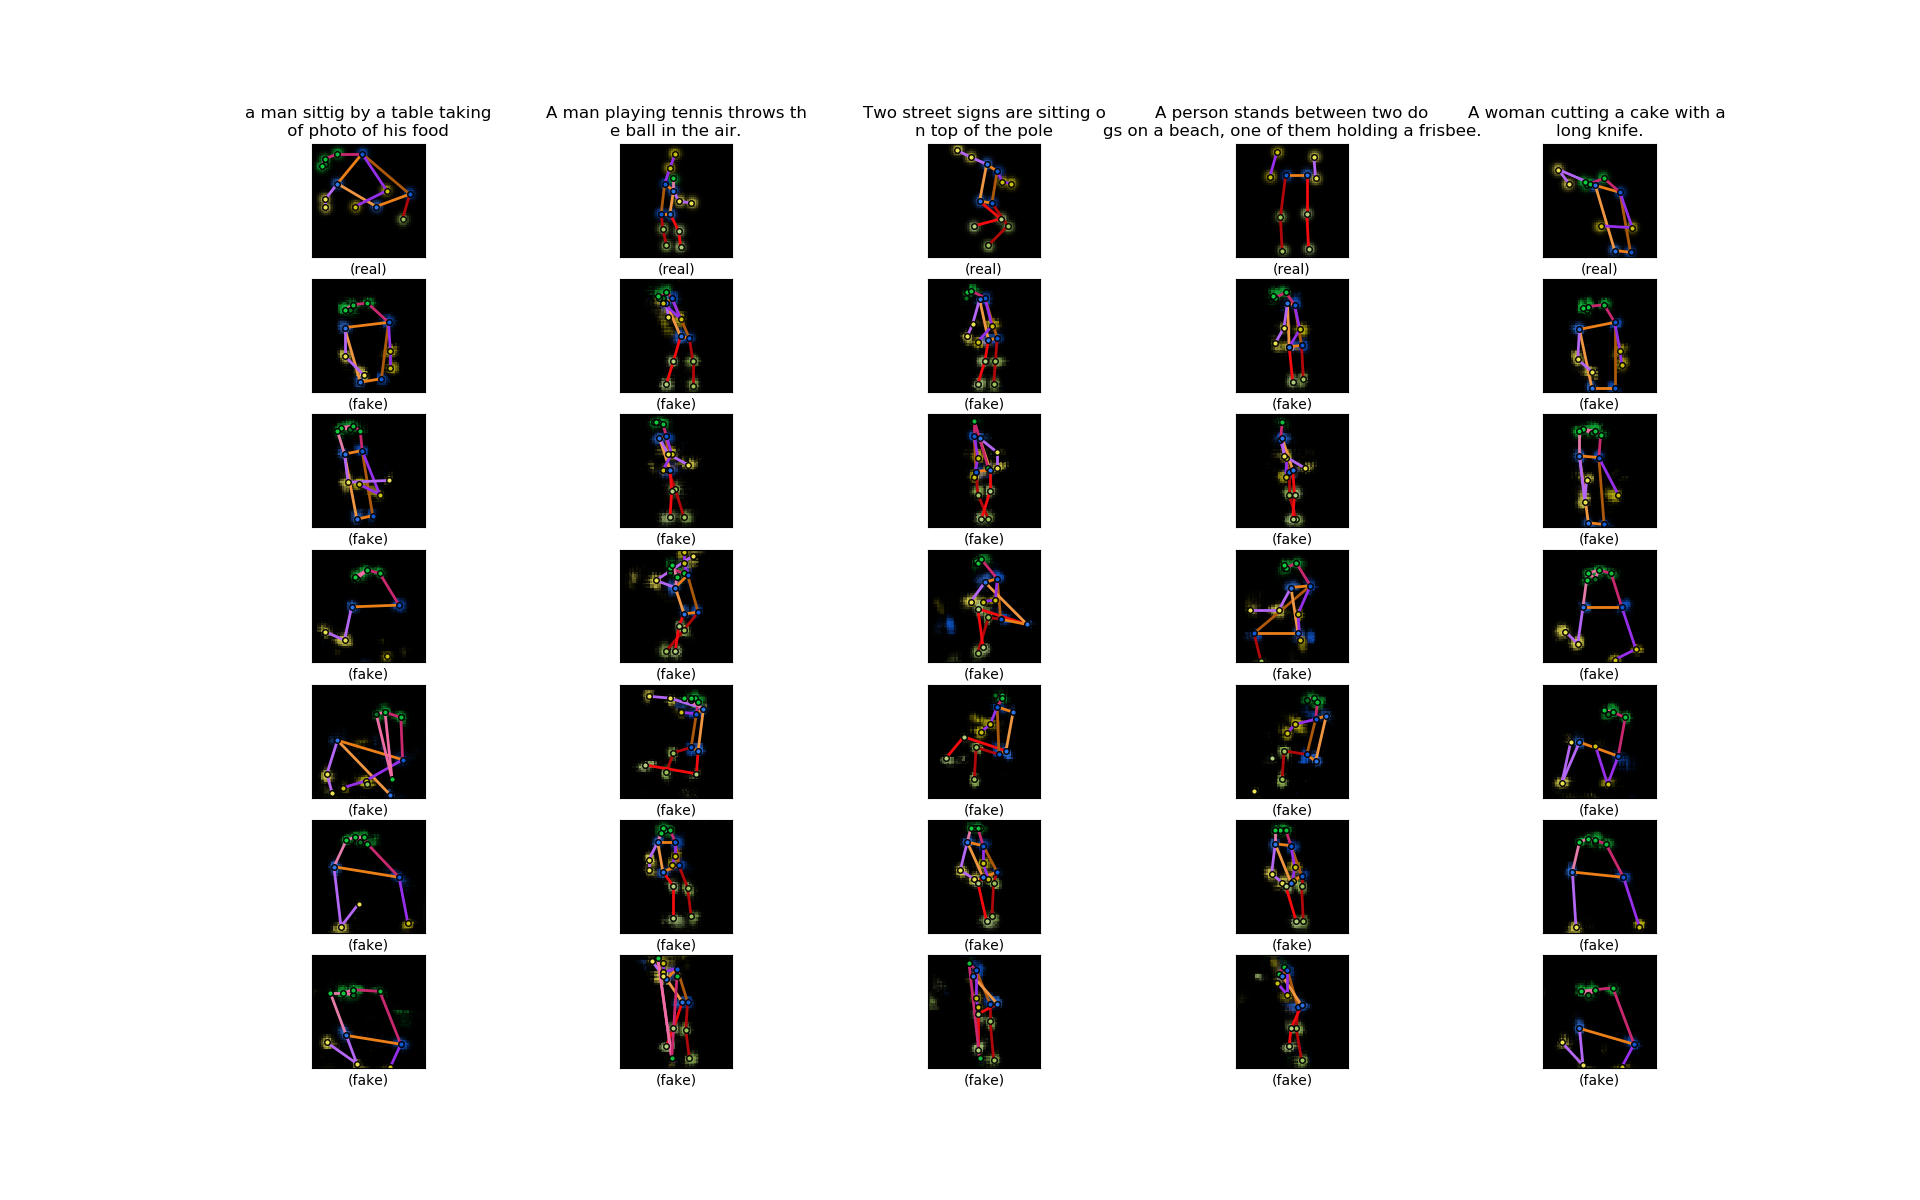 a man sittig by a table taking
of photo of his food
A man playing tennis throws th
e ball in the air.
Two street signs are sitting o
n top of the pole
A person stands between two do
gs on a beach, one of them holding a frisbee.
A woman cutting a cake with a
long knife.
(real) (real) (real) (real) (real)
(fake) (fake) (fake) (fake) (fake)
(fake) (fake) (fake) (fake) (fake)
(fake) (fake) (fake) (fake) (fake)
(fake) (fake) (fake) (fake) (fake)
(fake) (fake) (fake) (fake) (fake)
(fake) (fake) (fake) (fake) (fake)